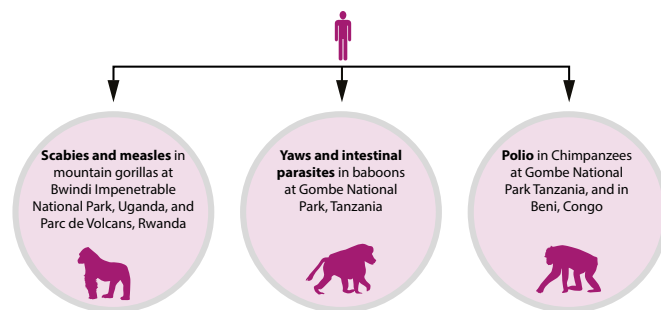 Scabies and measles in
mountain gorillas at
Bwindi Impenetrable
National Park, Uganda, and
Parc de Volcans, Rwanda
Yaws and intestinal
parasites in baboons
at Gombe National
Park, Tanzania
Polio in Chimpanzees
at Gombe National
Park Tanzania, and in
Beni, Congo